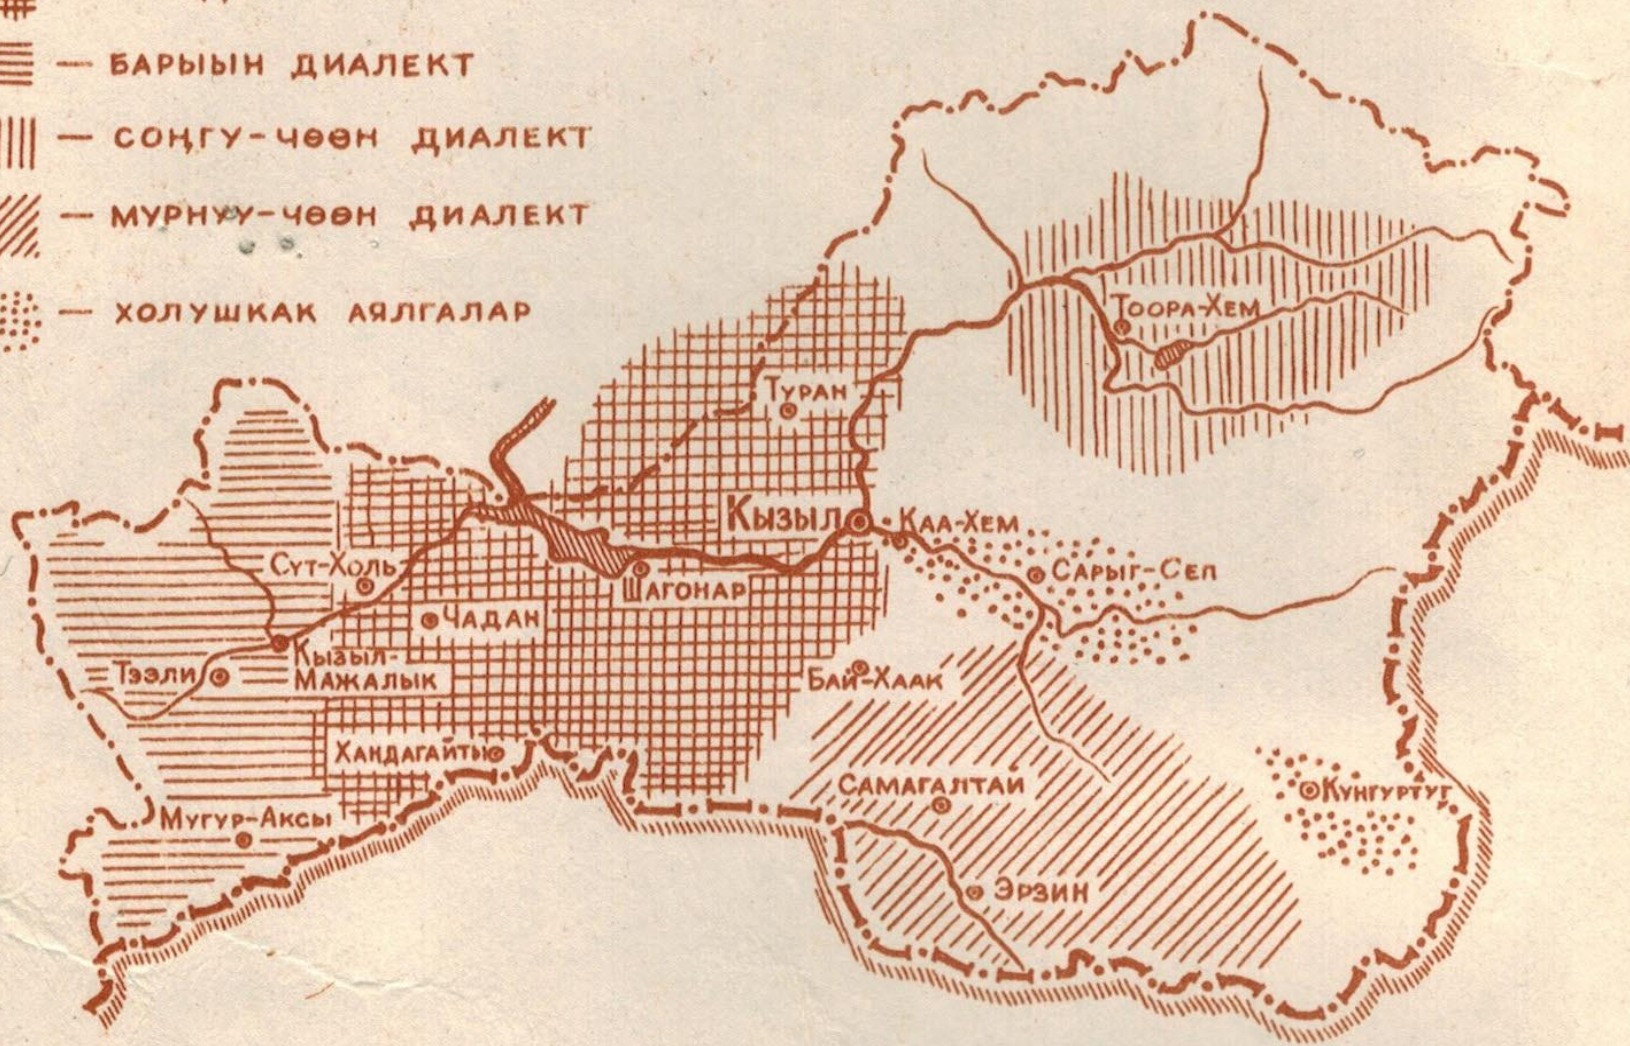 — БАРЫЫН ДИАЛЕКТ
— СОҢГУ-ЧӨӨН ДИАЛЕКТ
— МУРНУУ-ЧӨӨН ДИАЛЕКТ
— ХОЛУШКАК АЯЛГАЛАР
ТООРА-ХЕМ
ТУРАН
КЫЗЫЛ
КАА-ХЕМ
СҮТ-ХОЛЬ
ШАГОНАР
САРЫГ-СЕП
ЧАДАН
ТЭЭЛИ
КЫЗЫЛ-
МАЖАЛЫК
БАЙ-ХААК
ХАНДАГАЙТЫ
САМАГАЛТАЙ
КУНГУРТУГ
МУГУР-АКСЫ
ЭРЗИН